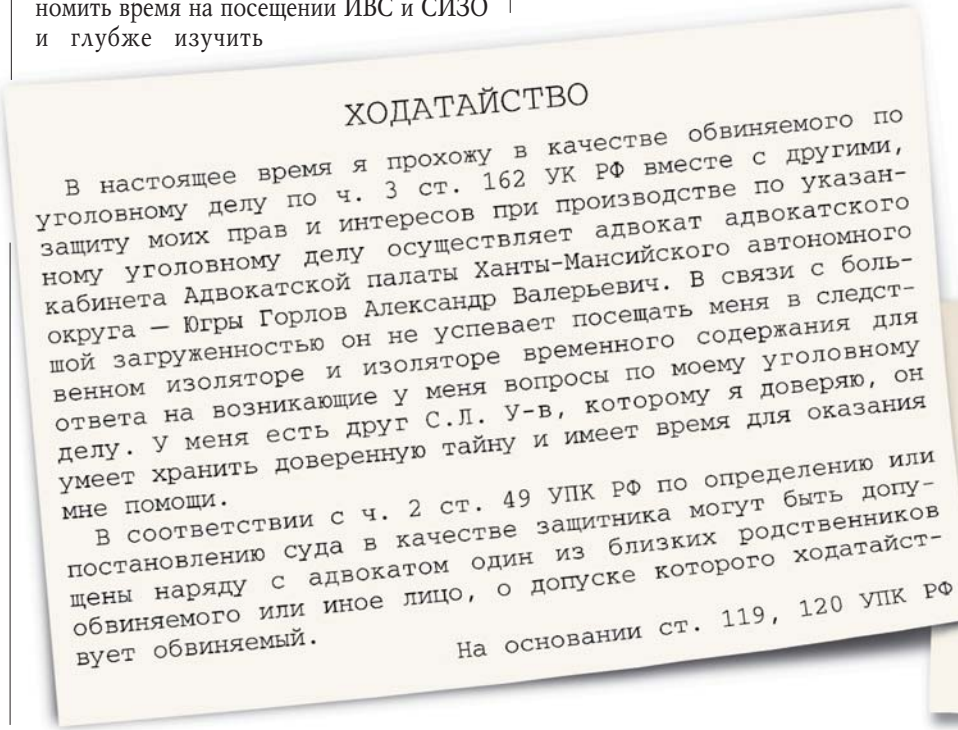 номить время на посещении ИВС и СИЗО
и глубже изучить
ХОДАТАЙСТВО
В настоящее время я прохожу в качестве обвиняемого по
уголовному делу по ч. 3 ст. 162 УК РФ вместе с другими,
защиту моих прав и интересов при производстве по указан-
ному уголовному делу осуществляет адвокат адвокатского
кабинета Адвокатской палаты Ханты-Мансийского автономного
округа — Югры Горлов Александр Валерьевич. В связи с боль-
шой загруженностью он не успевает посещать меня в следст-
венном изоляторе и изоляторе временного содержания для
ответа на возникающие у меня вопросы по моему уголовному
делу. У меня есть друг С.Л. У-в, которому я доверяю, он
умеет хранить доверенную тайну и имеет время для оказания
мне помощи.
В соответствии с ч. 2 ст. 49 УПК РФ по определению или
постановлению суда в качестве защитника могут быть допу-
щены наряду с адвокатом один из близких родственников
обвиняемого или иное лицо, о допуске которого ходатайст-
вует обвиняемый.
На основании ст. 119, 120 УПК РФ